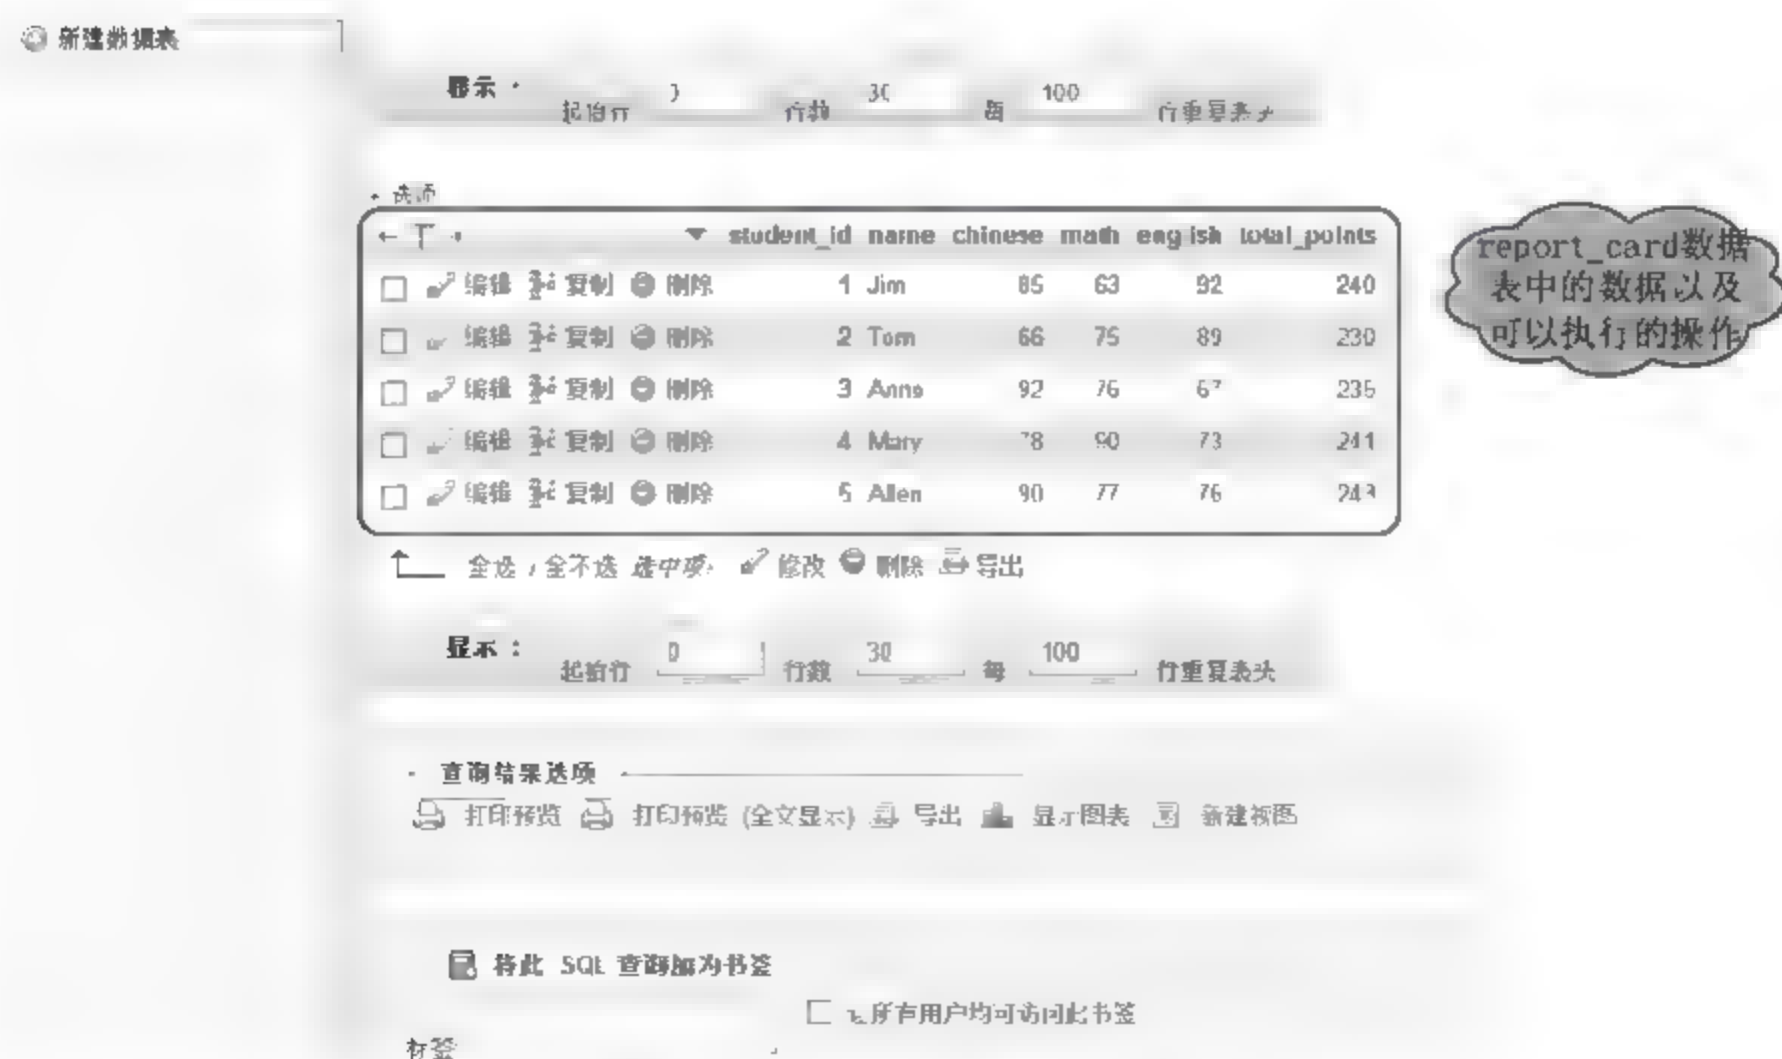 新建数据表
显示：
起始行 行数 30 每 100 行重复表头
选项
student_id name chinese math english total_points
编辑 复制 删除 1 Jim 85 63 92 240
编辑 复制 删除 2 Tom 66 75 89 230
编辑 复制 删除 3 Anne 92 76 67 235
编辑 复制 删除 4 Mary 78 90 73 241
编辑 复制 删除 5 Allen 90 77 76 243
report_card数据
表中的数据以及
可以执行的操作
全选 / 全不选 选中项: 修改 删除 导出
显示：
起始行 0 行数 30 每 100 行重复表头
查询结果选项
打印预览 打印预览 (全文显示) 导出 显示图表 新建视图
将此 SQL 查询加为书签
让所有用户均可访问此书签
标签